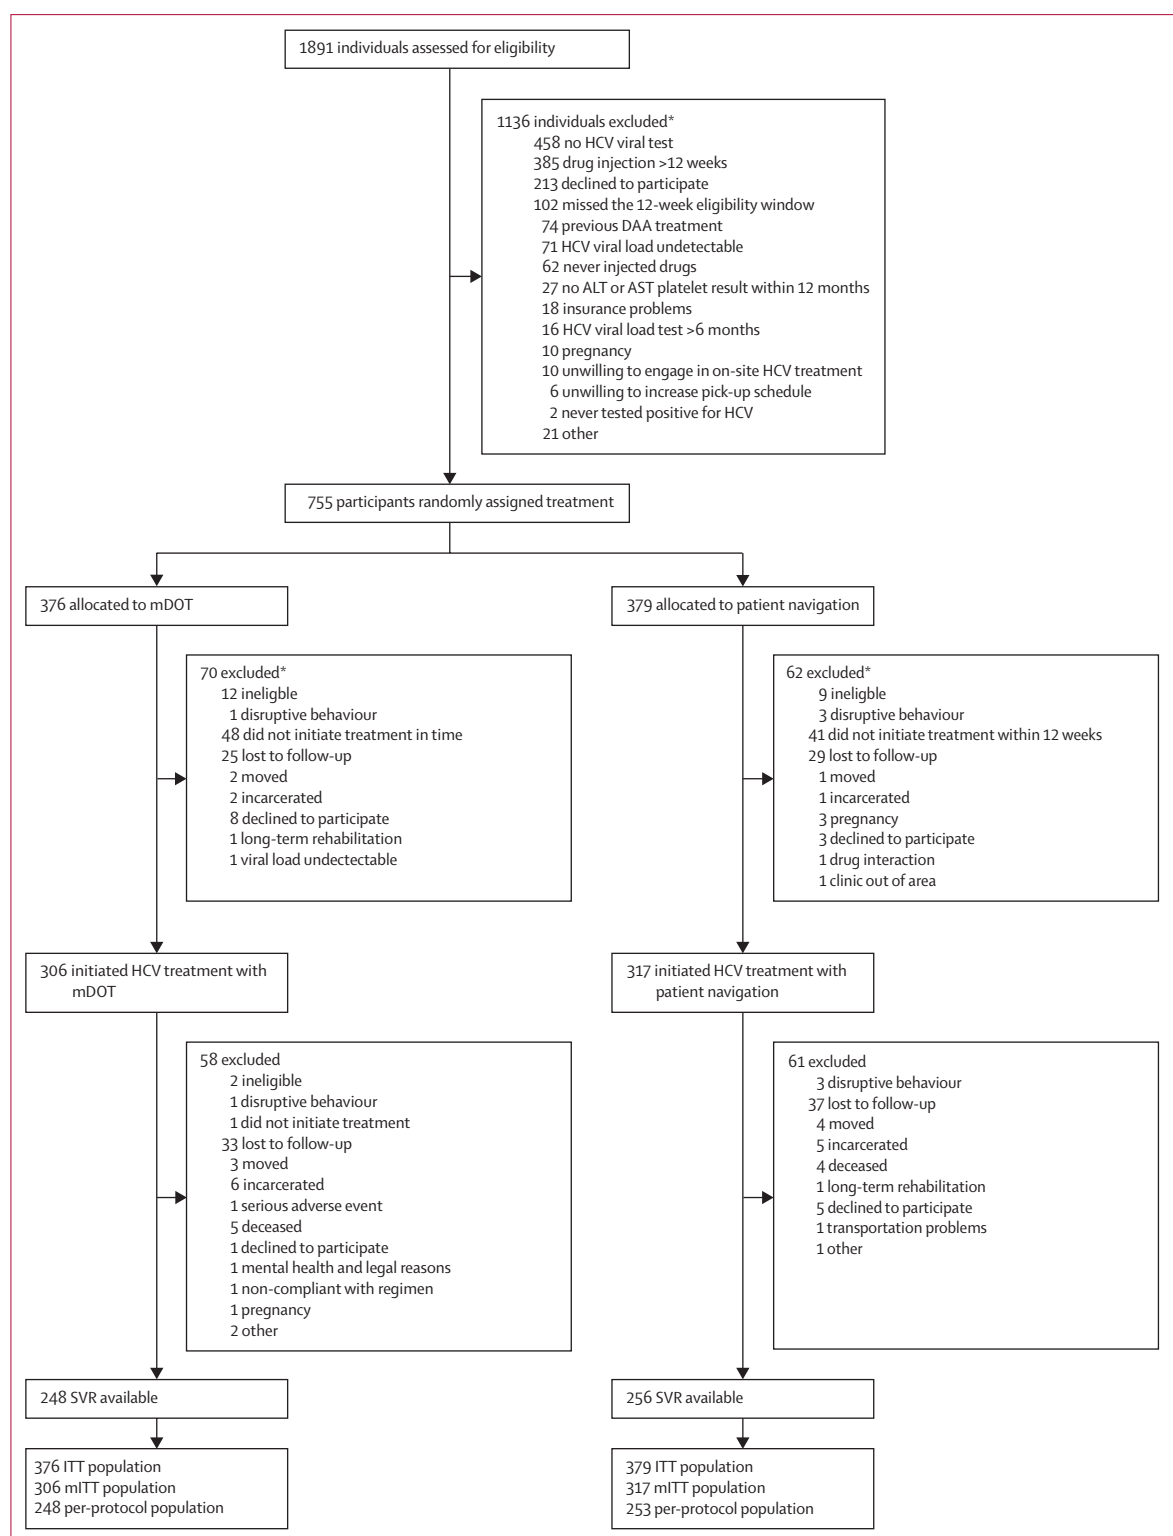 1891 individuals assessed for eligibility
1136 individuals excluded*
458 no HCV viral test
385 drug injection >12 weeks
213 declined to participate
102 missed the 12-week eligibility window
74 previous DAA treatment
71 HCV viral load undetectable
62 never injected drugs
27 no ALT or AST platelet result within 12 months
18 insurance problems
16 HCV viral load test >6 months
10 pregnancy
10 unwilling to engage in on-site HCV treatment
6 unwilling to increase pick-up schedule
2 never tested positive for HCV
21 other
755 participants randomly assigned treatment
376 allocated to mDOT
379 allocated to patient navigation
70 excluded*
12 ineligble
1 disruptive behaviour
48 did not initiate treatment in time
25 lost to follow-up
2 moved
2 incarcerated
8 declined to participate
1 long-term rehabilitation
1 viral load undectectable
62 excluded*
9 ineligble
3 disruptive behaviour
41 did not initiate treatment within 12 weeks
29 lost to follow-up
1 moved
1 incarcerated
3 pregnancy
3 declined to participate
1 drug interaction
1 clinic out of area
306 initiated HCV treatment with
mDOT
317 initiated HCV treatment with
patient navigation
58 excluded
2 ineligible
1 disruptive behaviour
1 did not initiate treatment
33 lost to follow-up
3 moved
6 incarcerated
1 serious adverse event
5 deceased
1 declined to participate
1 mental health and legal reasons
1 non-compliant with regimen
1 pregnancy
2 other
61 excluded
3 disruptive behaviour
37 lost to follow-up
4 moved
5 incarcerated
4 deceased
1 long-term rehabilitation
5 declined to participate
1 transportation problems
1 other
248 SVR available
256 SVR available
376 ITT population
306 mITT population
248 per-protocol population
379 ITT population
317 mITT population
253 per-protocol population